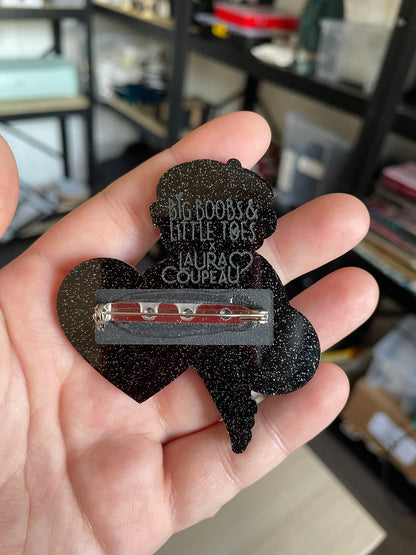 BIG BOOBS &
LITTLE TOES
X
LAURA
COUPEAU